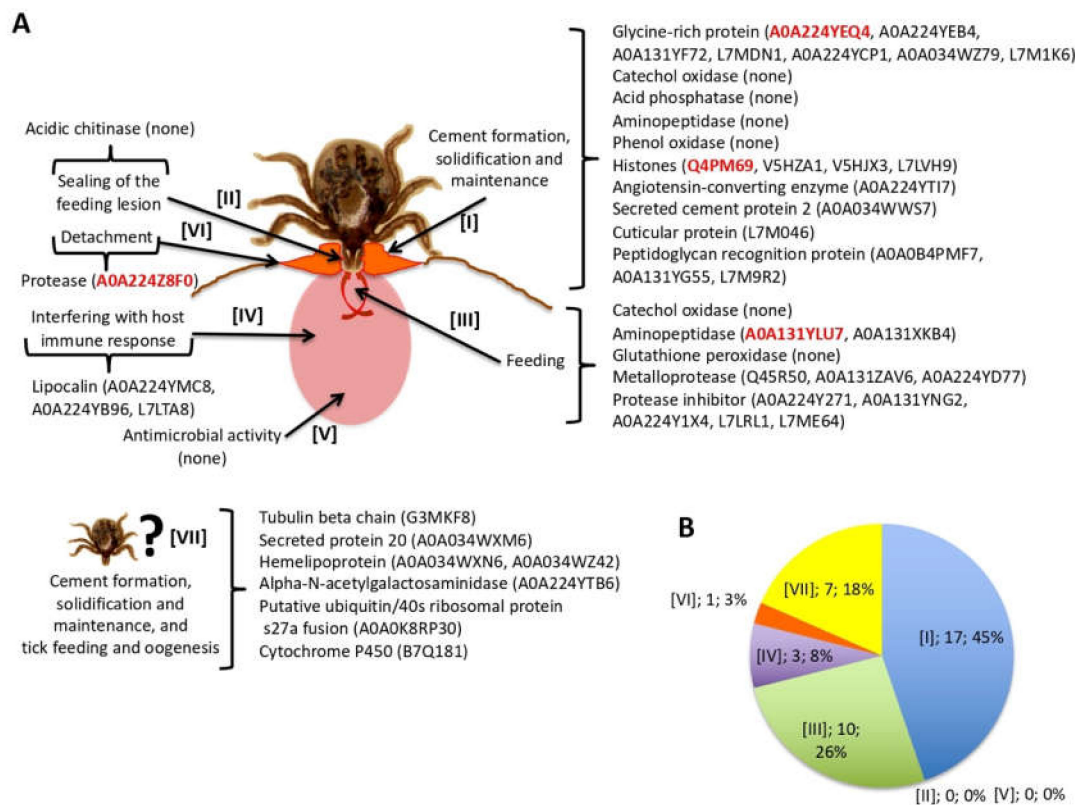 A
Glycine-rich protein (A0A224YEQ4, A0A224YEB4,
A0A131YF72, L7MDN1, A0A224YCP1, A0A034WZ79, L7M1K6)
Catechol oxidase (none)
Acid phosphatase (none)
Aminopeptidase (none)
Phenol oxidase (none)
Histones (Q4PM69, V5HZA1, V5HJX3, L7LVH9)
Angiotensin-converting enzyme (A0A224YTI7)
Secreted cement protein 2 (A0A034WWS7)
Cuticular protein (L7M046)
Peptidoglycan recognition protein (A0A0B4PMF7,
A0A131YG55, L7M9R2)
Cement formation,
solidification and
maintenance
[I]
Acidic chitinase (none)
Sealing of the
feeding lesion
[II]
[VI]
Detachment
Protease (A0A224Z8F0)
Interfering with host
immune response
[IV]
Lipocalin (A0A224YMC8,
A0A224YB96, L7LTA8)
Antimicrobial activity
(none)
[V]
[III]
Feeding
Catechol oxidase (none)
Aminopeptidase (A0A131YLU7, A0A131XKB4)
Glutathione peroxidase (none)
Metalloprotease (Q45R50, A0A131ZAV6, A0A224YD77)
Protease inhibitor (A0A224Y271, A0A131YNG2,
A0A224Y1X4, L7LRL1, L7ME64)
? [VII]
Cement formation,
solidification and
maintenance, and
tick feeding and oogenesis
Tubulin beta chain (G3MKF8)
Secreted protein 20 (A0A034WXM6)
Hemelipoprotein (A0A034WXN6, A0A034WZ42)
Alpha-N-acetylgalactosaminidase (A0A224YTB6)
Putative ubiquitin/40s ribosomal protein
s27a fusion (A0A0K8RP30)
Cytochrome P450 (B7Q181)
B
[VII]; 7; 18%
[VI]; 1; 3%
[I]; 17; 45%
[IV]; 3; 8%
[III]; 10;
26%
[II]; 0; 0% [V]; 0; 0%